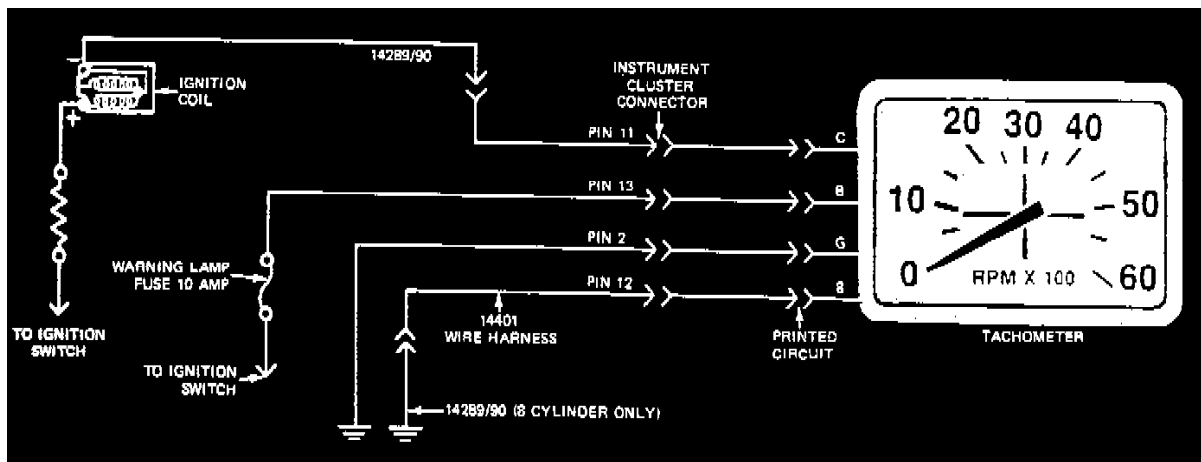 14289/90
IGNITION
COIL
−
+
INSTRUMENT
CLUSTER
CONNECTOR
PIN 11
C
PIN 13
B
PIN 2
G
PIN 12
8
WARNING LAMP
FUSE 10 AMP
14401
WIRE HARNESS
PRINTED
CIRCUIT
TO IGNITION
SWITCH
TO IGNITION
SWITCH
14289/90 (8 CYLINDER ONLY)
0
10
20
30
40
50
60
RPM X 100
TACHOMETER